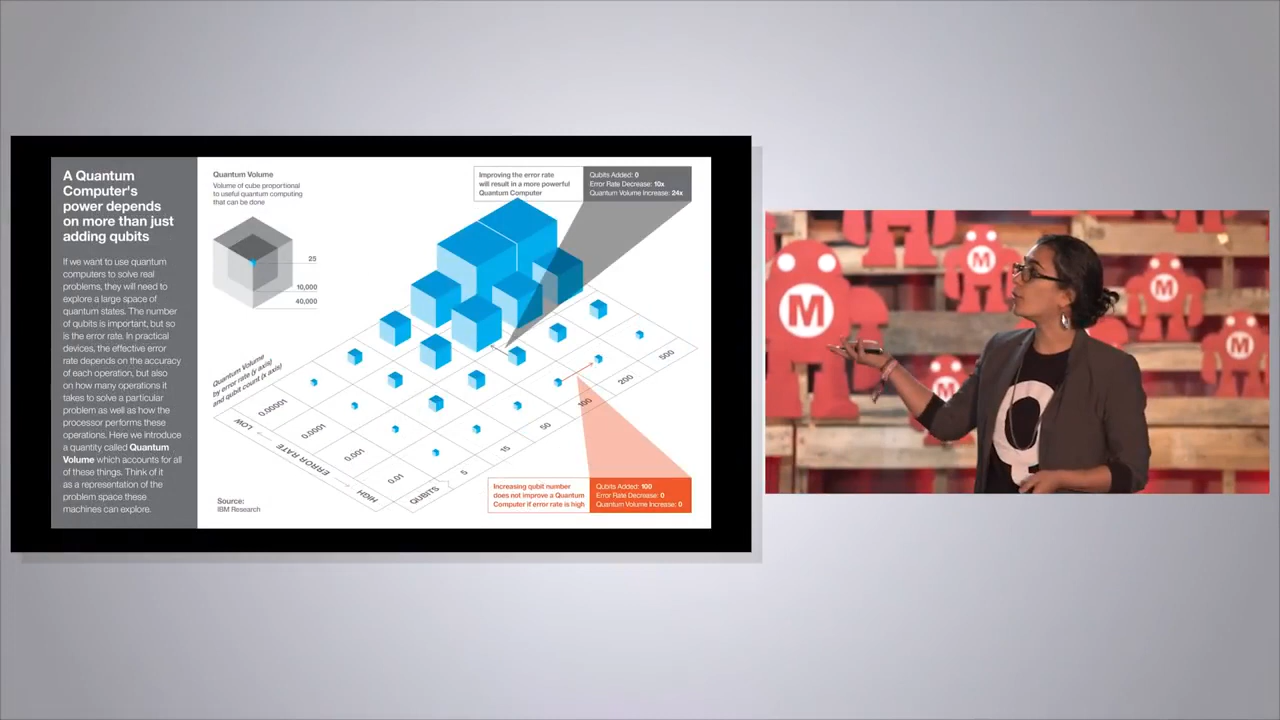 A Quantum
Computer's
power depends
on more than just
adding qubits
If we want to use quantum
computers to solve real
problems, they will need to
explore a large space of
quantum states. The number
of qubits is important, but so
is the error rate. In practical
devices, the effective error
rate depends on the accuracy
of each operation, but also
on how many operations it
takes to solve a particular
problem as well as how the
processor performs these
operations. Here we introduce
a quantity called Quantum
Volume which accounts for all
of these things. Think of it
as a representation of the
problem space these
machines can explore.
Quantum Volume
Volume of cube proportional
to useful quantum computing
that can be done
25
10,000
40,000
Improving the error rate
will result in a more powerful
Quantum Computer
Qubits Added: 0
Error Rate Decrease: 10x
Quantum Volume Increase: 24x
Quantum Volume
by error rate (y axis)
and qubit count (x axis)
LOW
ERROR RATE
HIGH
0.00001
0.0001
0.001
0.01
QUBITS
5
15
50
100
200
500
Increasing qubit number
does not improve a Quantum
Computer if error rate is high
Qubits Added: 100
Error Rate Decrease: 0
Quantum Volume Increase: 0
Source:
IBM Research
M
M
M
M
M
Q